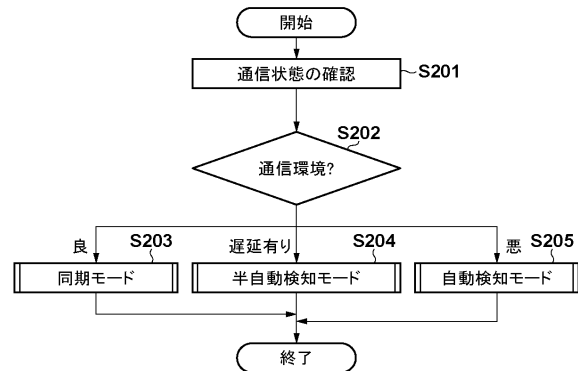 開始
通信状態の確認
S201
S202
通信環境?
良
S203
遅延有り
S204
悪
S205
同期モード
半自動検知モード
自動検知モード
終了